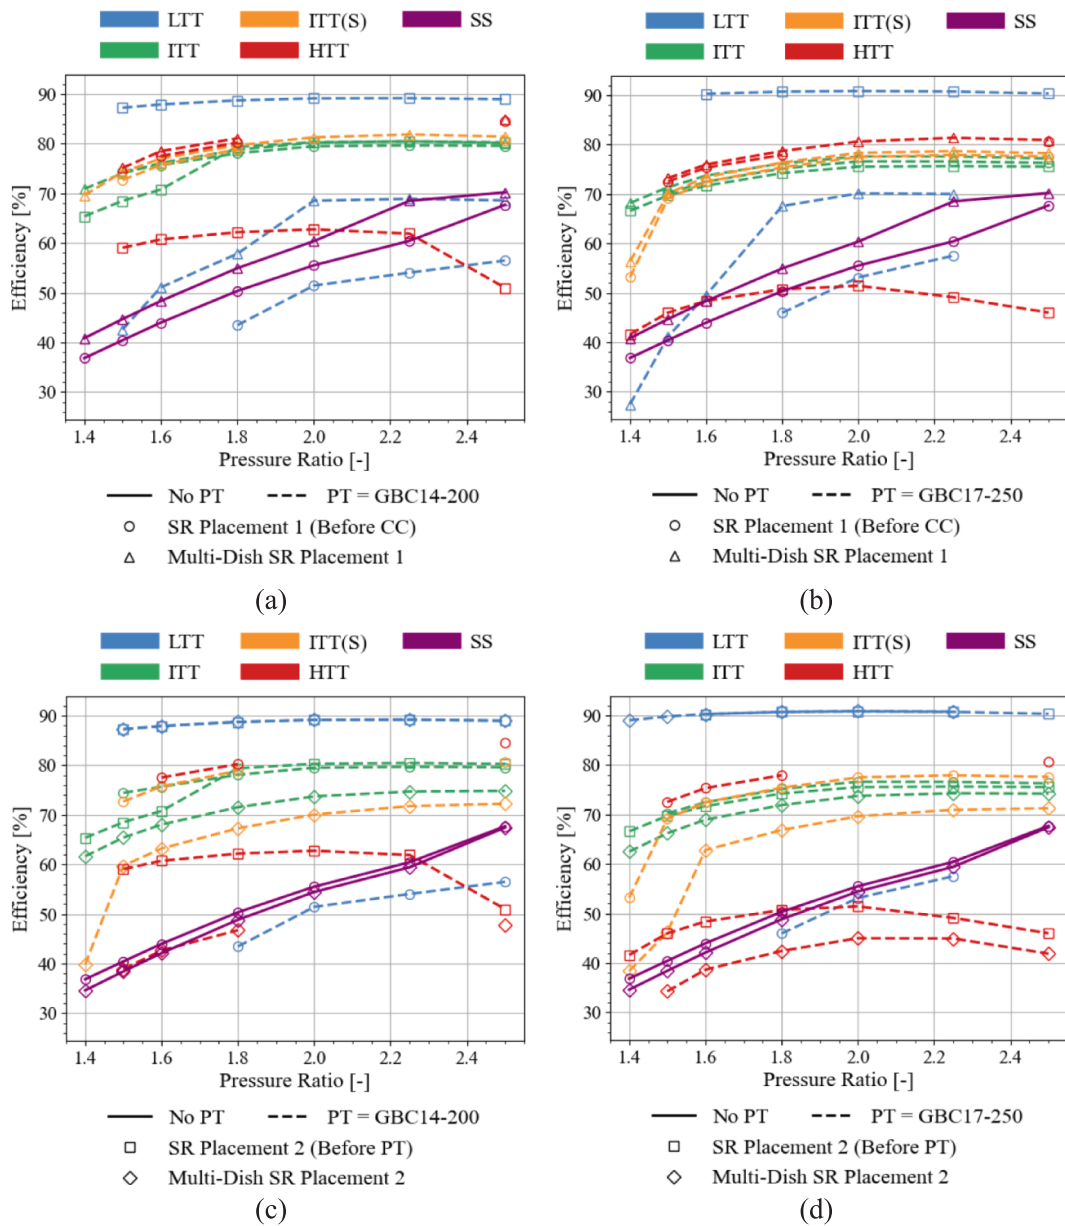 LTT ITT(S) SS
ITT HTT
Efficiency [%]
90
80
70
60
50
40
30
1.4 1.6 1.8 2.0 2.2 2.4
Pressure Ratio [-]
No PT PT = GBC14-200
SR Placement 1 (Before CC)
Multi-Dish SR Placement 1
(a)
LTT ITT(S) SS
ITT HTT
Efficiency [%]
90
80
70
60
50
40
30
1.4 1.6 1.8 2.0 2.2 2.4
Pressure Ratio [-]
No PT PT = GBC17-250
SR Placement 1 (Before CC)
Multi-Dish SR Placement 1
(b)
LTT ITT(S) SS
ITT HTT
Efficiency [%]
90
80
70
60
50
40
30
1.4 1.6 1.8 2.0 2.2 2.4
Pressure Ratio [-]
No PT PT = GBC14-200
SR Placement 2 (Before PT)
Multi-Dish SR Placement 2
(c)
LTT ITT(S) SS
ITT HTT
Efficiency [%]
90
80
70
60
50
40
30
1.4 1.6 1.8 2.0 2.2 2.4
Pressure Ratio [-]
No PT PT = GBC17-250
SR Placement 2 (Before PT)
Multi-Dish SR Placement 2
(d)